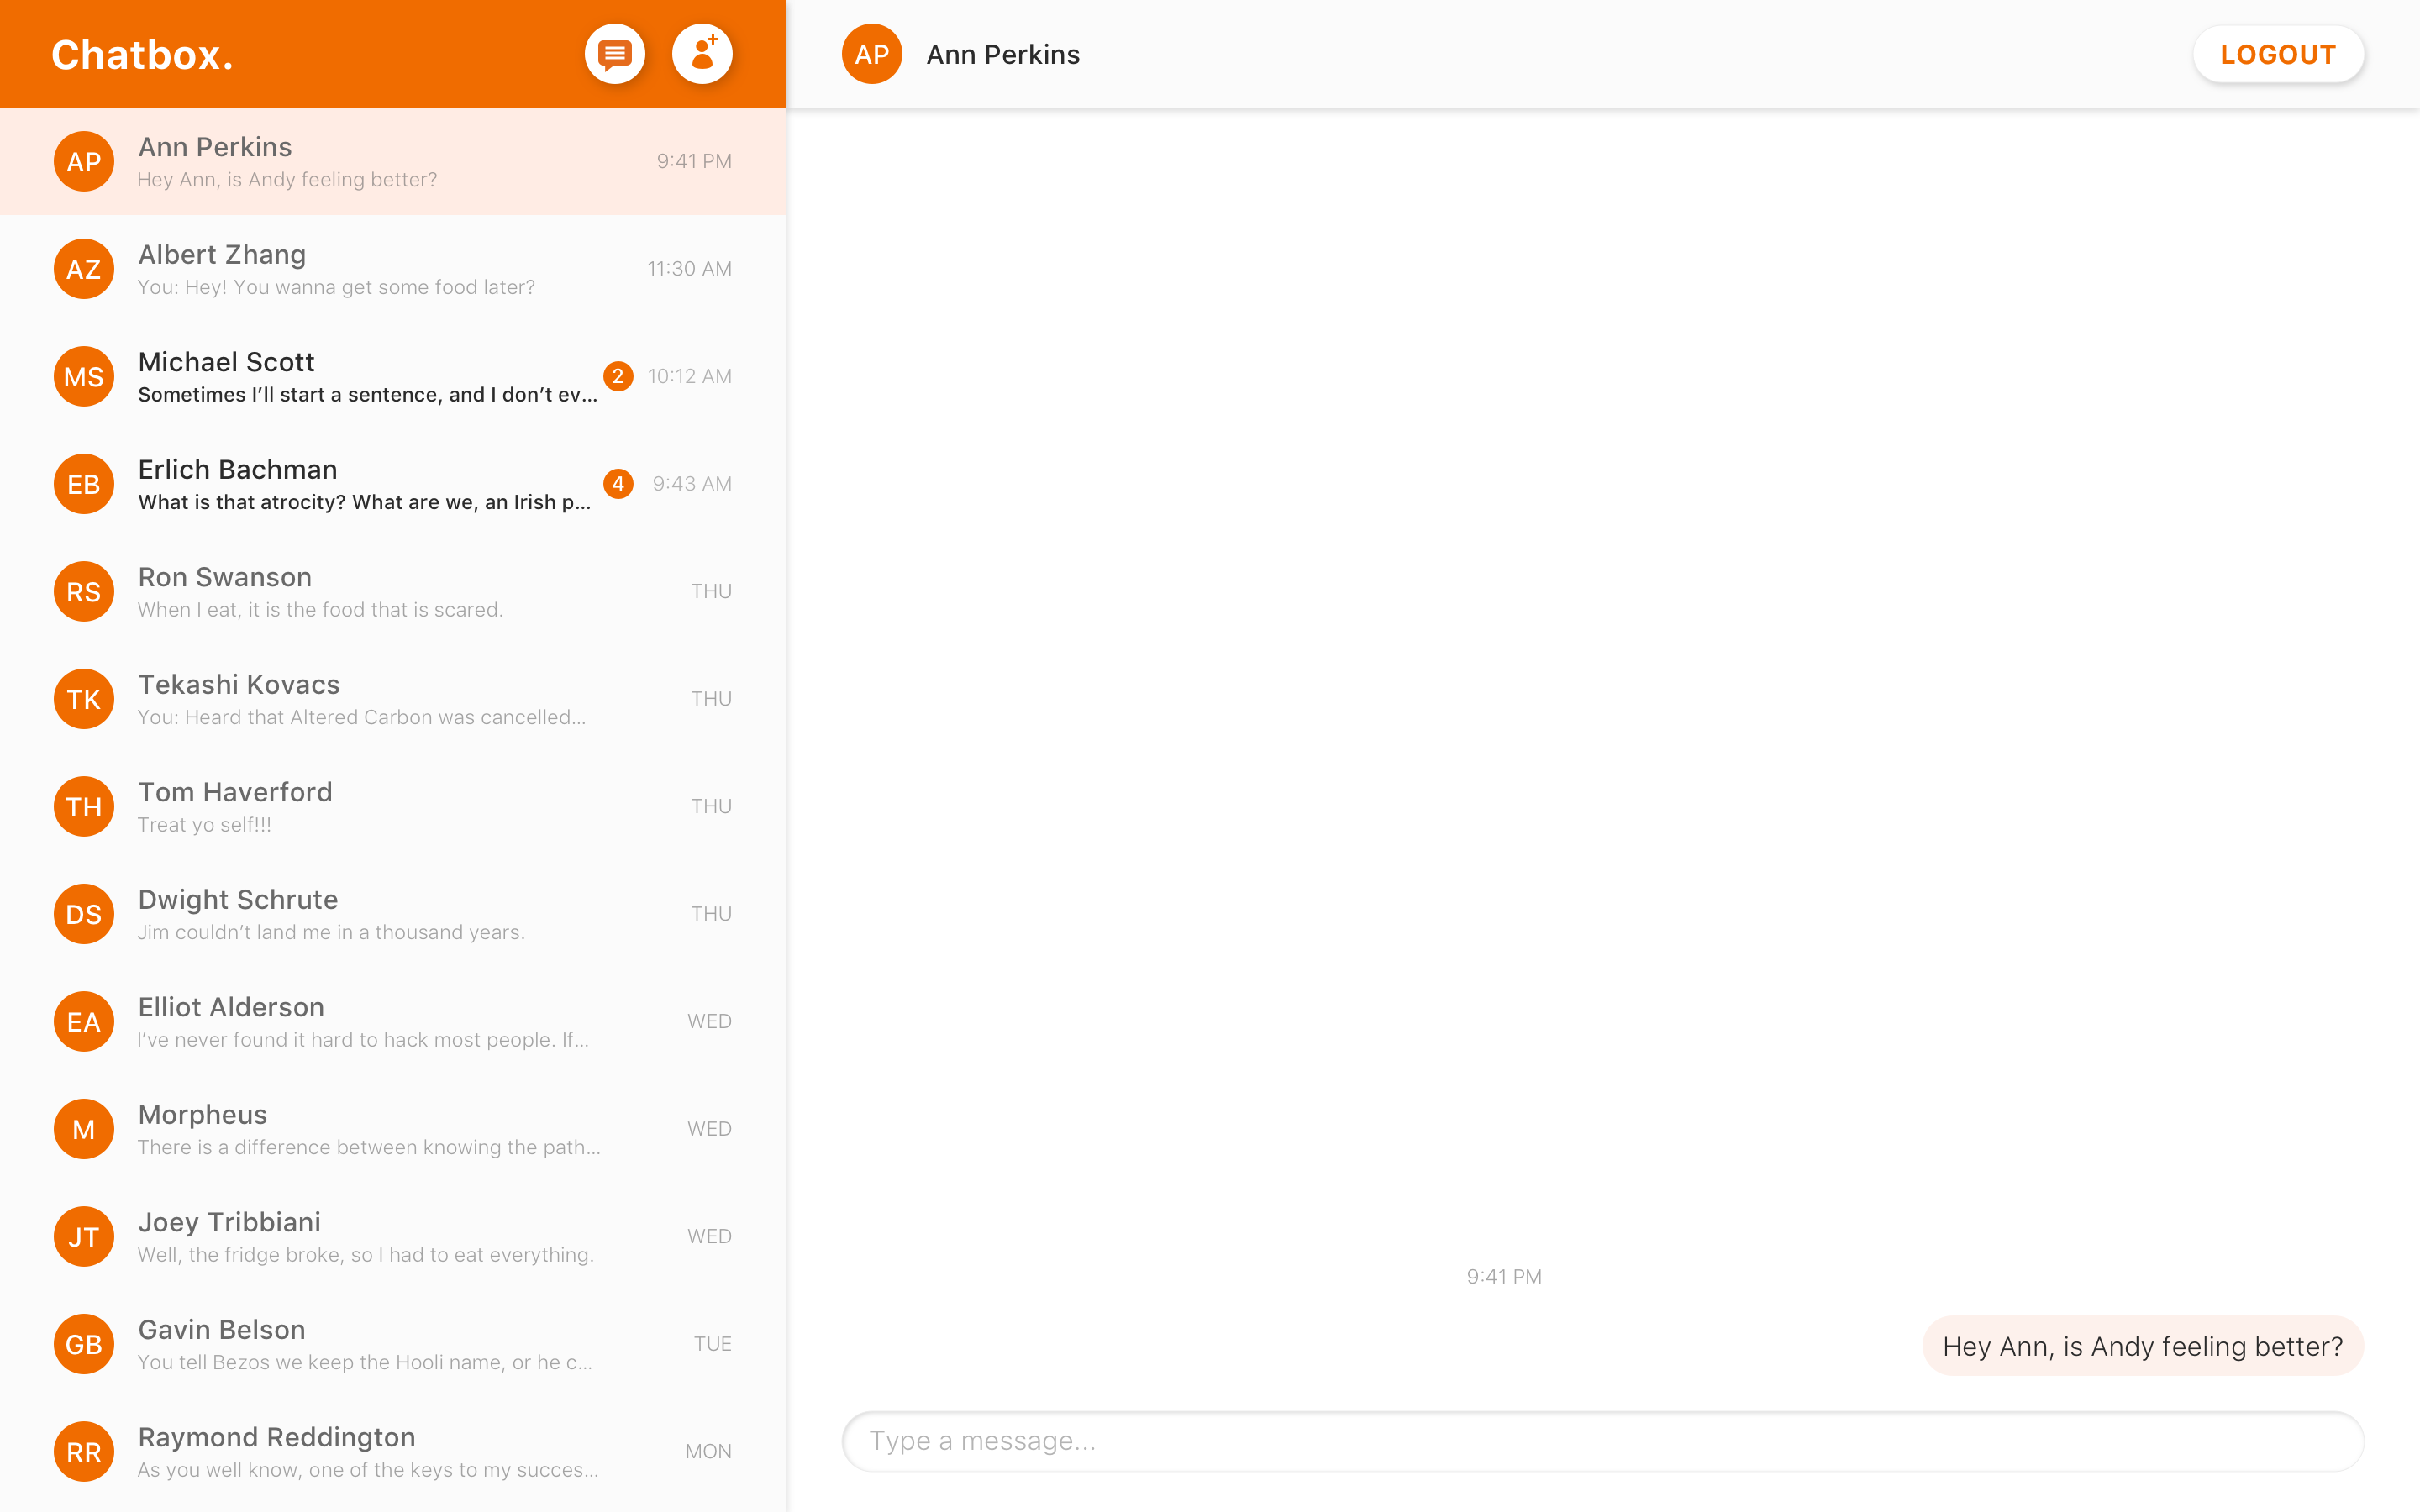 Chatbox.
AP
Ann Perkins
9:41 PM
Hey Ann, is Andy feeling better?
AZ
Albert Zhang
11:30 AM
You: Hey! You wanna get some food later?
MS
Michael Scott
2
10:12 AM
Sometimes I’ll start a sentence, and I don’t ev...
EB
Erlich Bachman
4
9:43 AM
What is that atrocity? What are we, an Irish p...
RS
Ron Swanson
THU
When I eat, it is the food that is scared.
TK
Tekashi Kovacs
THU
You: Heard that Altered Carbon was cancelled...
TH
Tom Haverford
THU
Treat yo self!!!
DS
Dwight Schrute
THU
Jim couldn’t land me in a thousand years.
EA
Elliot Alderson
WED
I’ve never found it hard to hack most people. If...
M
Morpheus
WED
There is a difference between knowing the path...
JT
Joey Tribbiani
WED
Well, the fridge broke, so I had to eat everything.
GB
Gavin Belson
TUE
You tell Bezos we keep the Hooli name, or he c...
RR
Raymond Reddington
MON
As you well know, one of the keys to my succes...
AP
Ann Perkins
LOGOUT
9:41 PM
Hey Ann, is Andy feeling better?
Type a message...